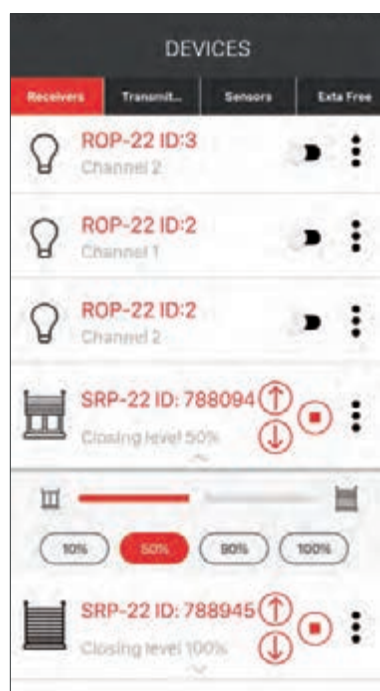 DEVICES
Receivers Transmit... Sensors Exta Free
ROP-22 ID:3
Channel 2
ROP-22 ID:2
Channel 1
ROP-22 ID:2
Channel 2
SRP-22 ID: 788094
Closing level 50%
10% 50% 80% 100%
SRP-22 ID: 788945
Closing level 100%